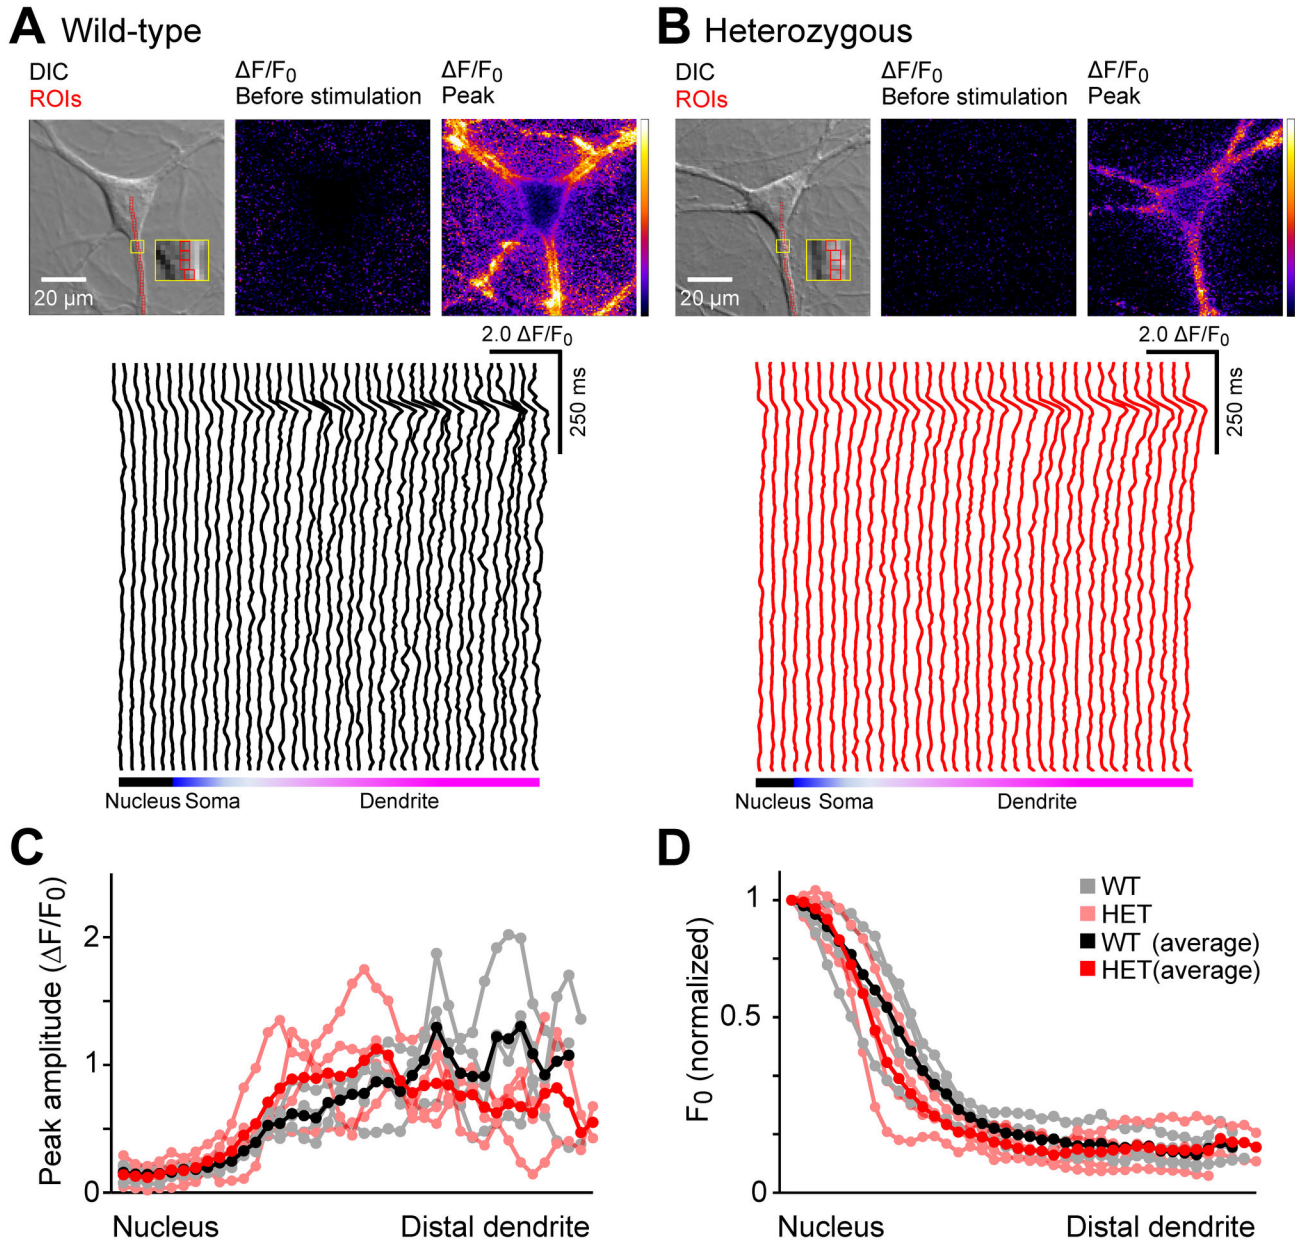 A Wild-type
DIC
ROIs
ΔF/F0
Before stimulation
ΔF/F0
Peak
20 µm
2.0 ΔF/F0
250 ms
Nucleus Soma Dendrite
B Heterozygous
DIC
ROIs
ΔF/F0
Before stimulation
ΔF/F0
Peak
20 µm
2.0 ΔF/F0
250 ms
Nucleus Soma Dendrite
C
Peak amplitude (ΔF/F0)
2
1
0
Nucleus Distal dendrite
D
F0 (normalized)
1
0.5
0
WT
HET
WT (average)
HET(average)
Nucleus Distal dendrite